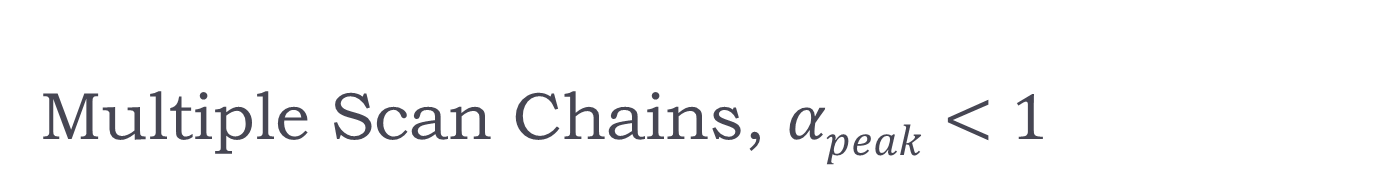 Multiple Scan Chains, α_peak < 1